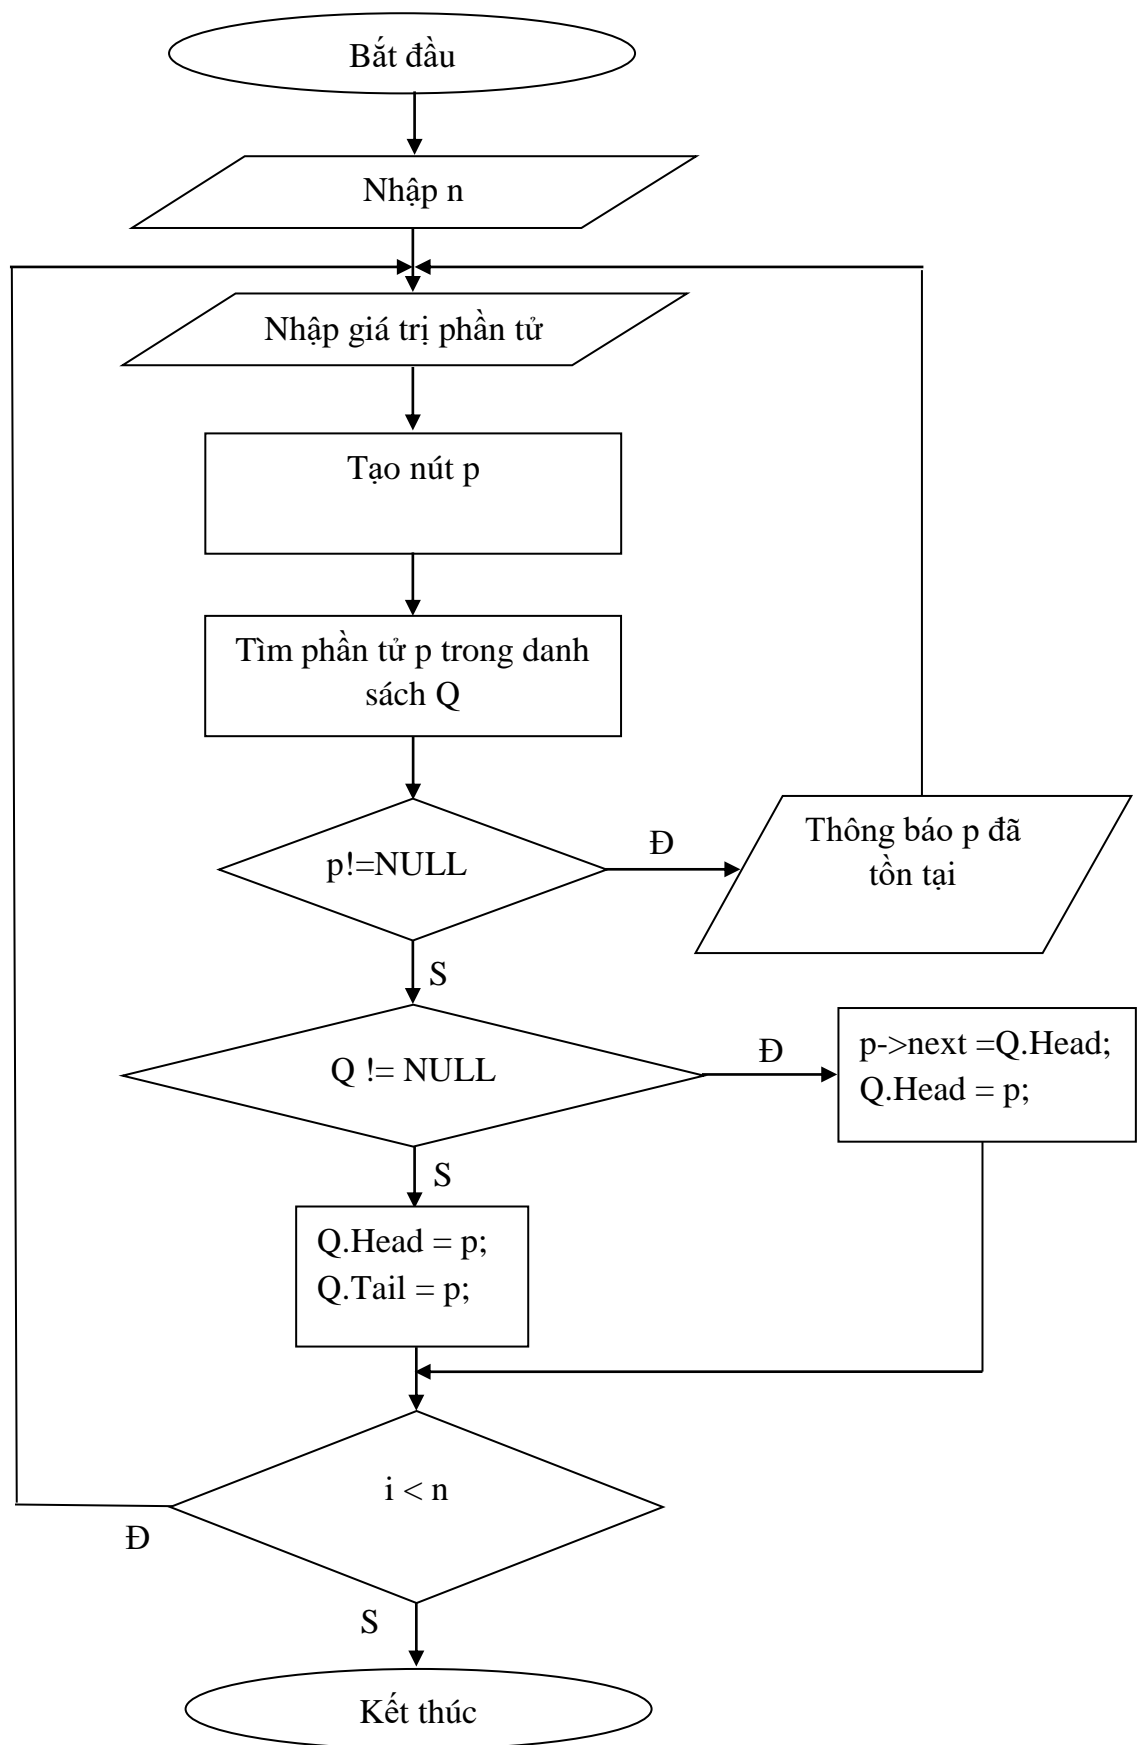 Bắt đầu
Nhập n
Nhập giá trị phần tử
Tạo nút p
Tìm phần tử p trong danh
sách Q
p!=NULL
Đ
Thông báo p đã
tồn tại
S
Q != NULL
Đ
p->next =Q.Head;
Q.Head = p;
S
Q.Head = p;
Q.Tail = p;
i < n
Đ
S
Kết thúc